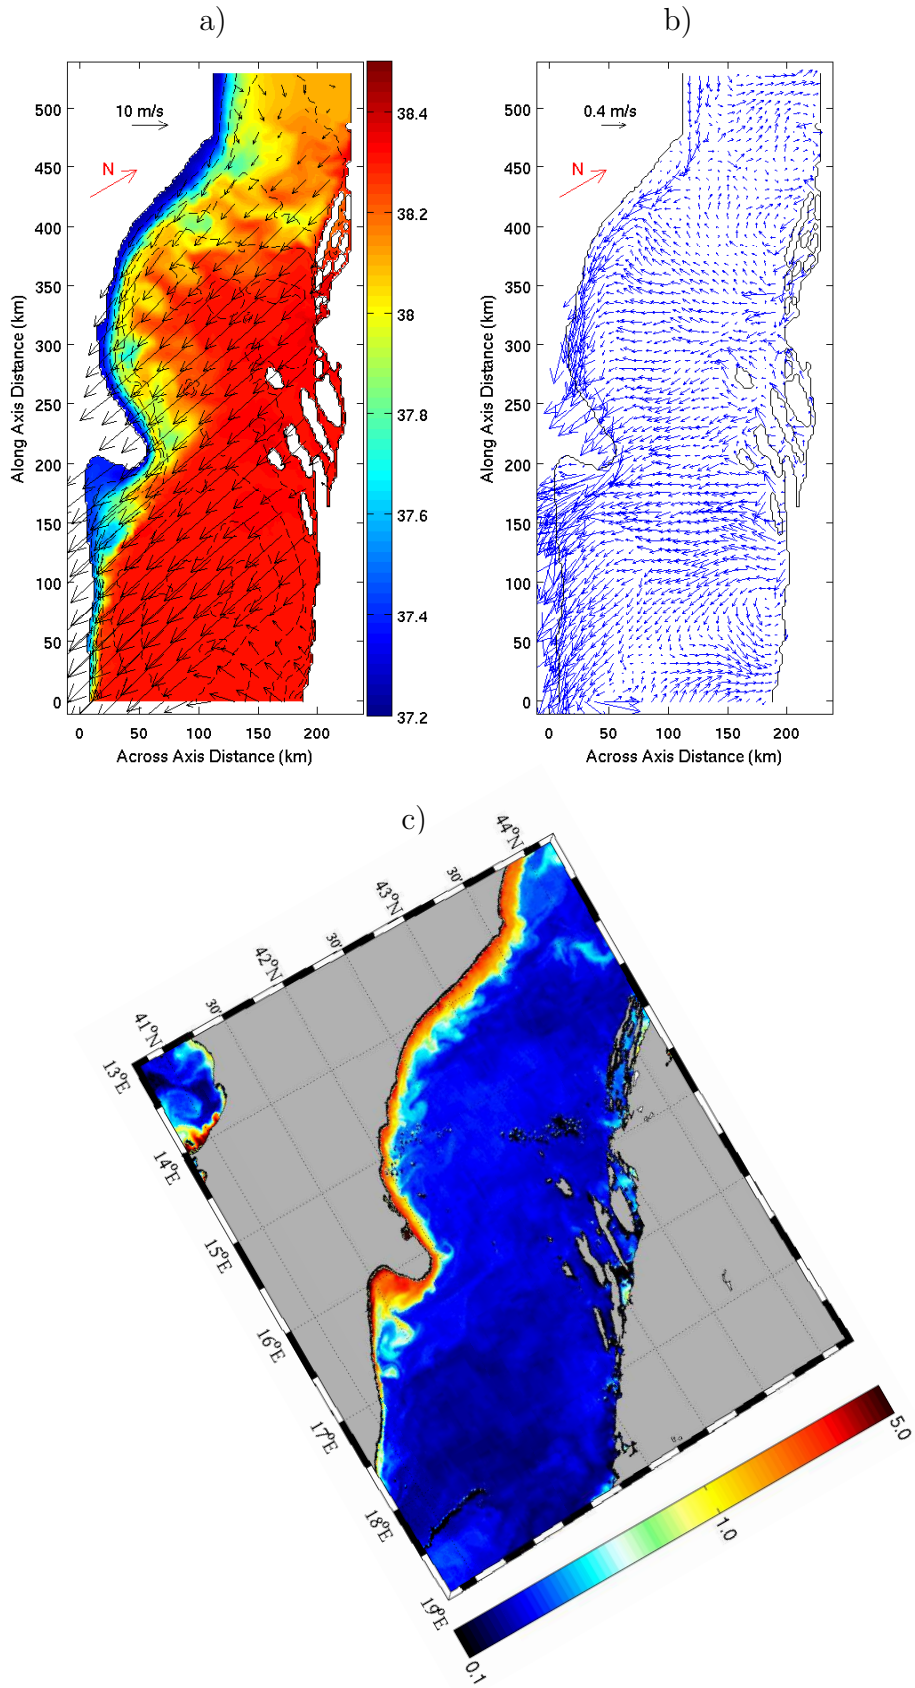 a)
b)
10 m/s
N
500
450
400
350
300
250
200
150
100
50
0
Along Axis Distance (km)
0 50 100 150 200
Across Axis Distance (km)
38.4
38.2
38
37.8
37.6
37.4
37.2
0.4 m/s
N
500
450
400
350
300
250
200
150
100
50
0
Along Axis Distance (km)
0 50 100 150 200
Across Axis Distance (km)
c)
44°N
30'
43°N
30'
42°N
30'
41°N
13°E
14°E
15°E
16°E
17°E
18°E
19°E
5.0
1.0
0.1